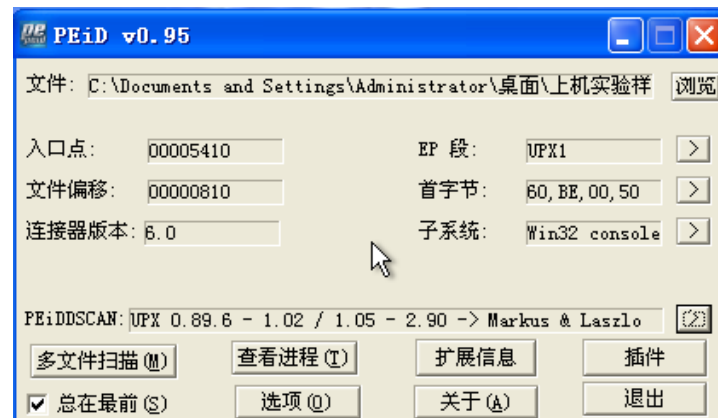 PEiD v0.95
文件: C:\Documents and Settings\Administrator\桌面\上机实验样 浏览
入口点: 00005410 EP 段: UPX1 >
文件偏移: 00000810 首字节: 60,BE,00,50 >
连接器版本: 6.0 子系统: Win32 console >
PEiDDSCAN: UPX 0.89.6 - 1.02 / 1.05 - 2.90 -> Markus & Laszlo
多文件扫描(M) 查看进程(T) 扩展信息 插件
总在最前(S) 选项(O) 关于(A) 退出